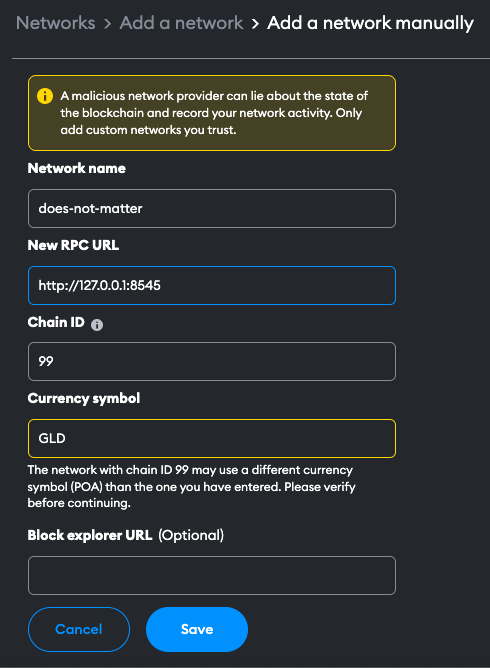 Networks > Add a network > Add a network manually
A malicious network provider can lie about the state of
the blockchain and record your network activity. Only
add custom networks you trust.
Network name
does-not-matter
New RPC URL
http://127.0.0.1:8545
Chain ID
99
Currency symbol
GLD
The network with chain ID 99 may use a different currency
symbol (POA) than the one you have entered. Please verify
before continuing.
Block explorer URL (Optional)
Cancel Save